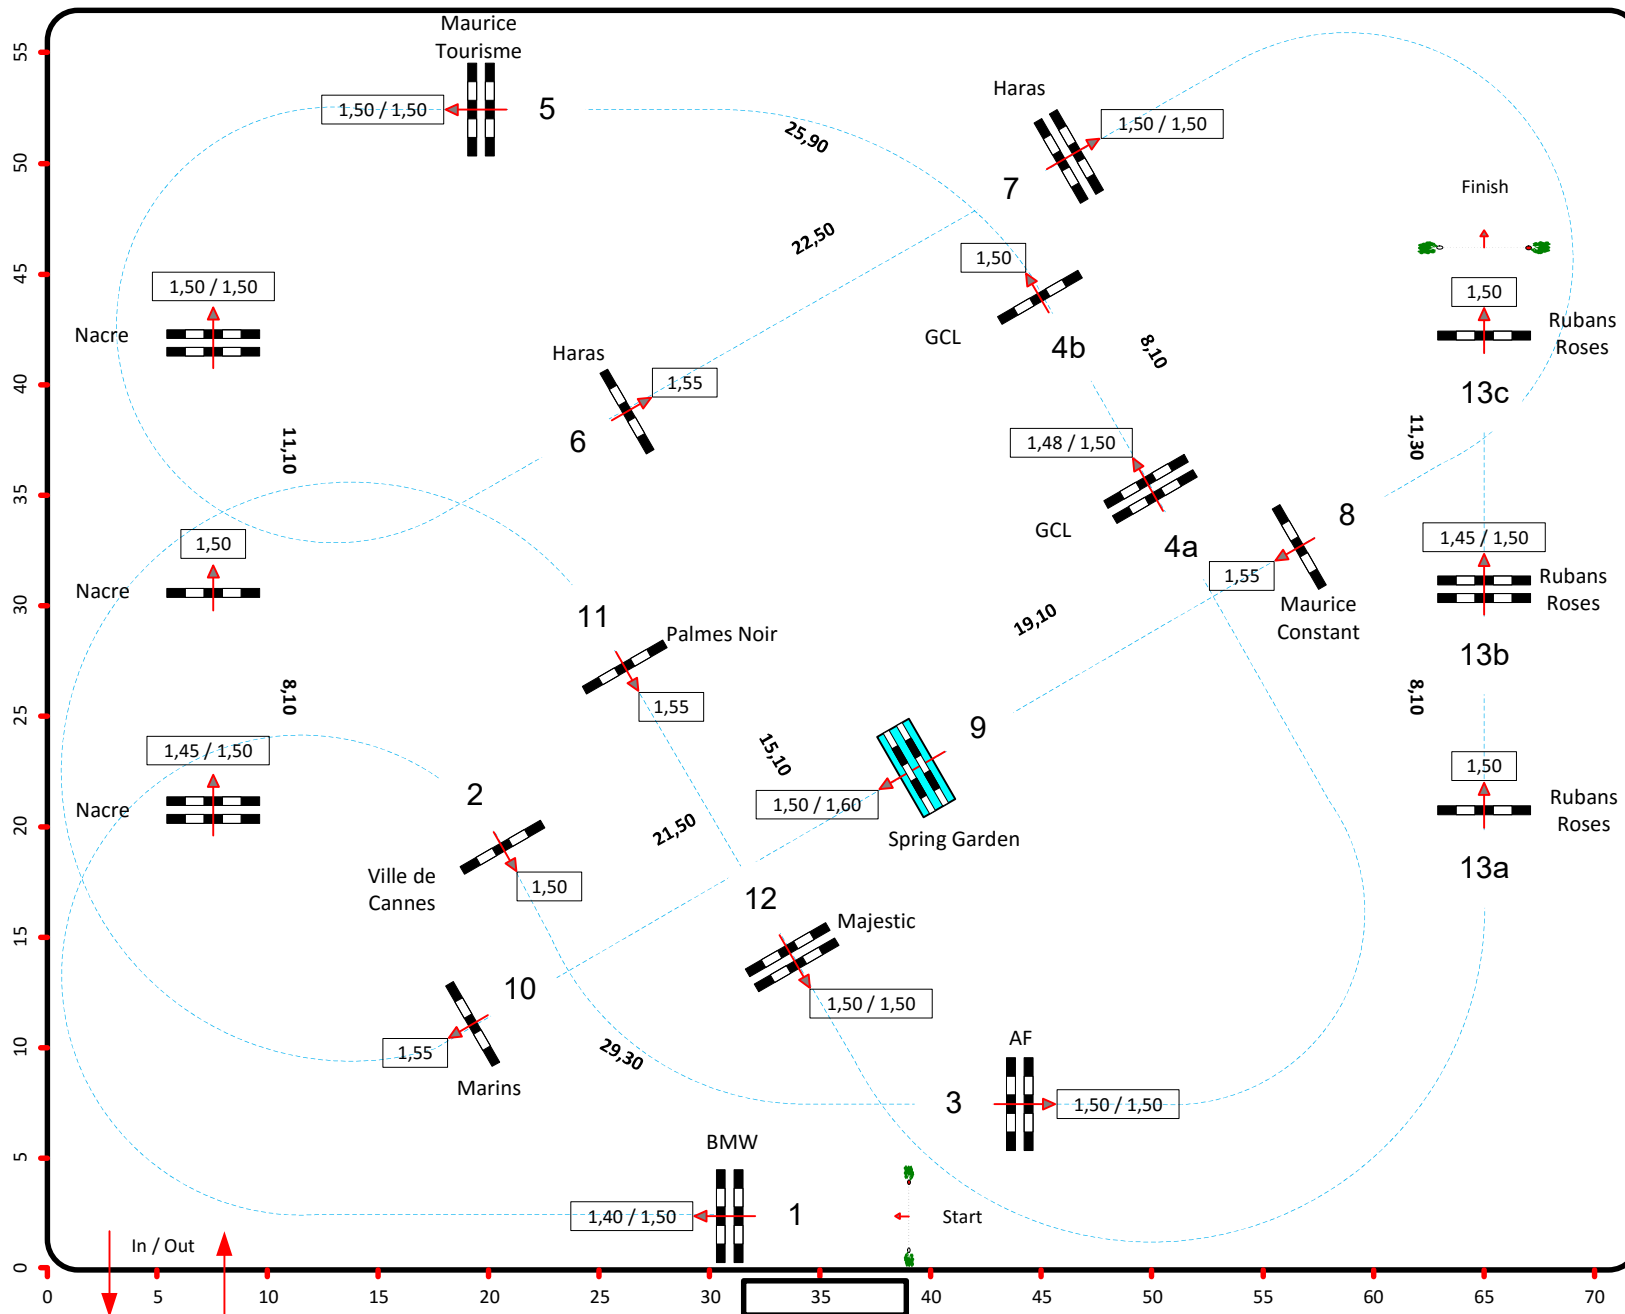 Maurice
Tourisme
55
1,50 / 1,50
5
25,90
Haras
1,50 / 1,50
50
7
Finish
22,50
45
1,50
1,50 / 1,50
1,50
Nacre
GCL
4b
8,10
Rubans
Roses
Haras
1,55
40
13c
6
11,10
1,48 / 1,50
11,30
35
GCL
4a
8
1,50
1,45 / 1,50
1,55
Nacre
Rubans
Roses
30
Maurice
Constant
19,10
11
Palmes Noir
13b
8,10
1,55
8,10
25
9
15,10
1,45 / 1,50
1,50
2
1,50 / 1,60
Nacre
Rubans
Roses
20
21,50
Spring Garden
Ville de
Cannes
1,50
13a
12
Majestic
15
10
1,50 / 1,50
10
1,55
29,30
AF
Marins
3
1,50 / 1,50
5
BMW
1,40 / 1,50
1
Start
In / Out
0
0
5
10
15
20
25
30
35
40
45
50
55
60
65
70